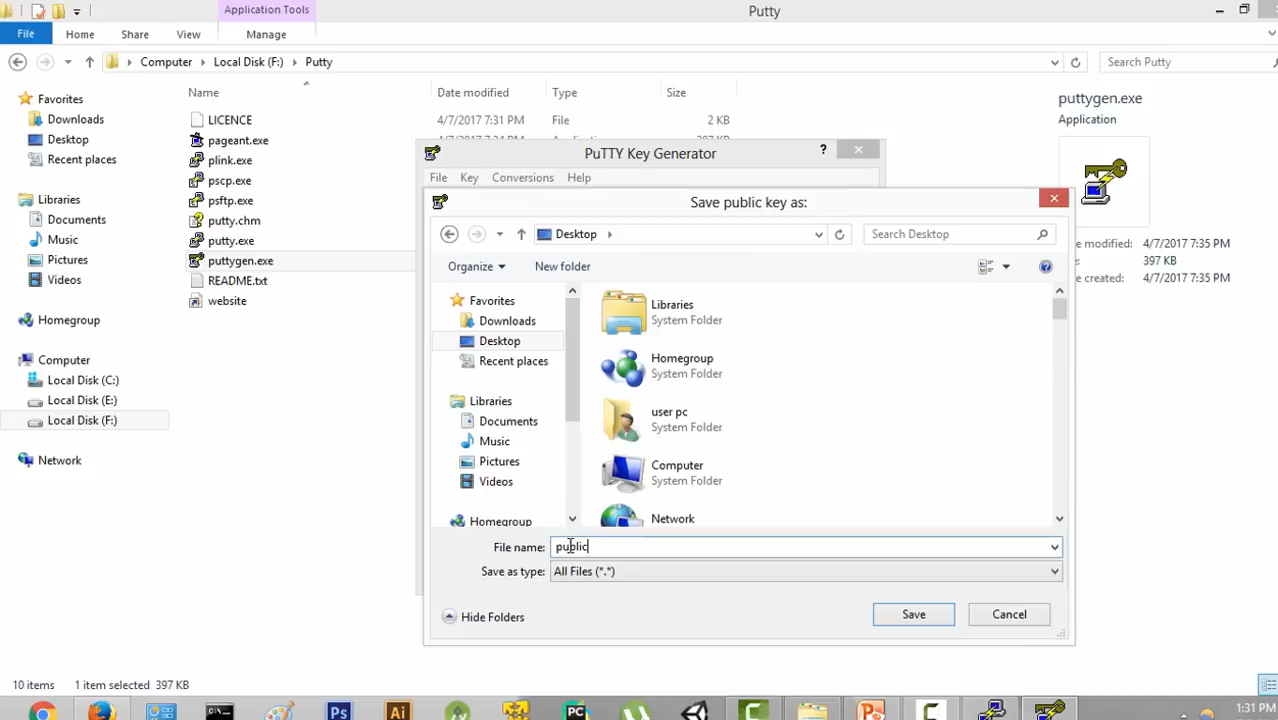 Application Tools
Putty
File
Home
Share
View
Manage
Computer
Local Disk (F:)
Putty
Search Putty
Favorites
Downloads
Desktop
Recent places
Libraries
Documents
Music
Pictures
Videos
Homegroup
Computer
Local Disk (C:)
Local Disk (E:)
Local Disk (F:)
Network
Name
Date modified
Type
Size
LICENCE
4/7/2017 7:31 PM
File
2 KB
pageant.exe
plink.exe
pscp.exe
psftp.exe
putty.chm
putty.exe
puttygen.exe
README.txt
website
puttygen.exe
Application
e modified: 4/7/2017 7:35 PM
397 KB
e created: 4/7/2017 7:35 PM
PuTTY Key Generator
?
File
Key
Conversions
Help
Save public key as:
Desktop
Search Desktop
Organize
New folder
Favorites
Downloads
Desktop
Recent places
Libraries
Documents
Music
Pictures
Videos
Homegroup
Libraries
System Folder
Homegroup
System Folder
user pc
System Folder
Computer
System Folder
Network
File name: public
Save as type: All Files (*.*)
Hide Folders
Save
Cancel
10 items
1 item selected 397 KB
Ps
Ai
PC
1:31 PM